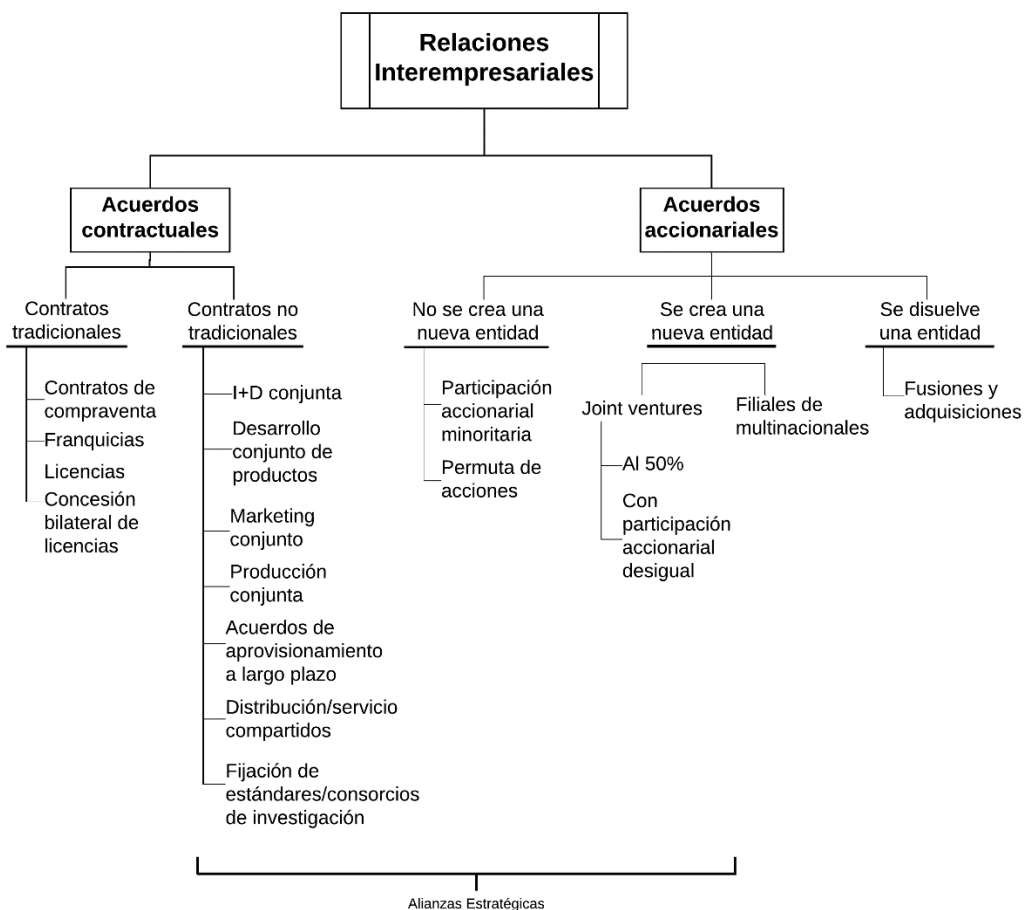 Relaciones
Interempresariales
Acuerdos
contractuales
Acuerdos
accionariales
Contratos
tradicionales
Contratos no
tradicionales
No se crea una
nueva entidad
Se crea una
nueva entidad
Se disuelve
una entidad
Contratos de
compraventa
Franquicias
Licencias
Concesión
bilateral de
licencias
I+D conjunta
Desarrollo
conjunto de
productos
Marketing
conjunto
Producción
conjunta
Acuerdos de
aprovisionamiento
a largo plazo
Distribución/servicio
compartidos
Fijación de
estándares/consorcios
de investigación
Participación
accionarial
minoritaria
Permuta de
acciones
Joint ventures
Al 50%
Con
participación
accionarial
desigual
Filiales de
multinacionales
Fusiones y
adquisiciones
Alianzas Estratégicas